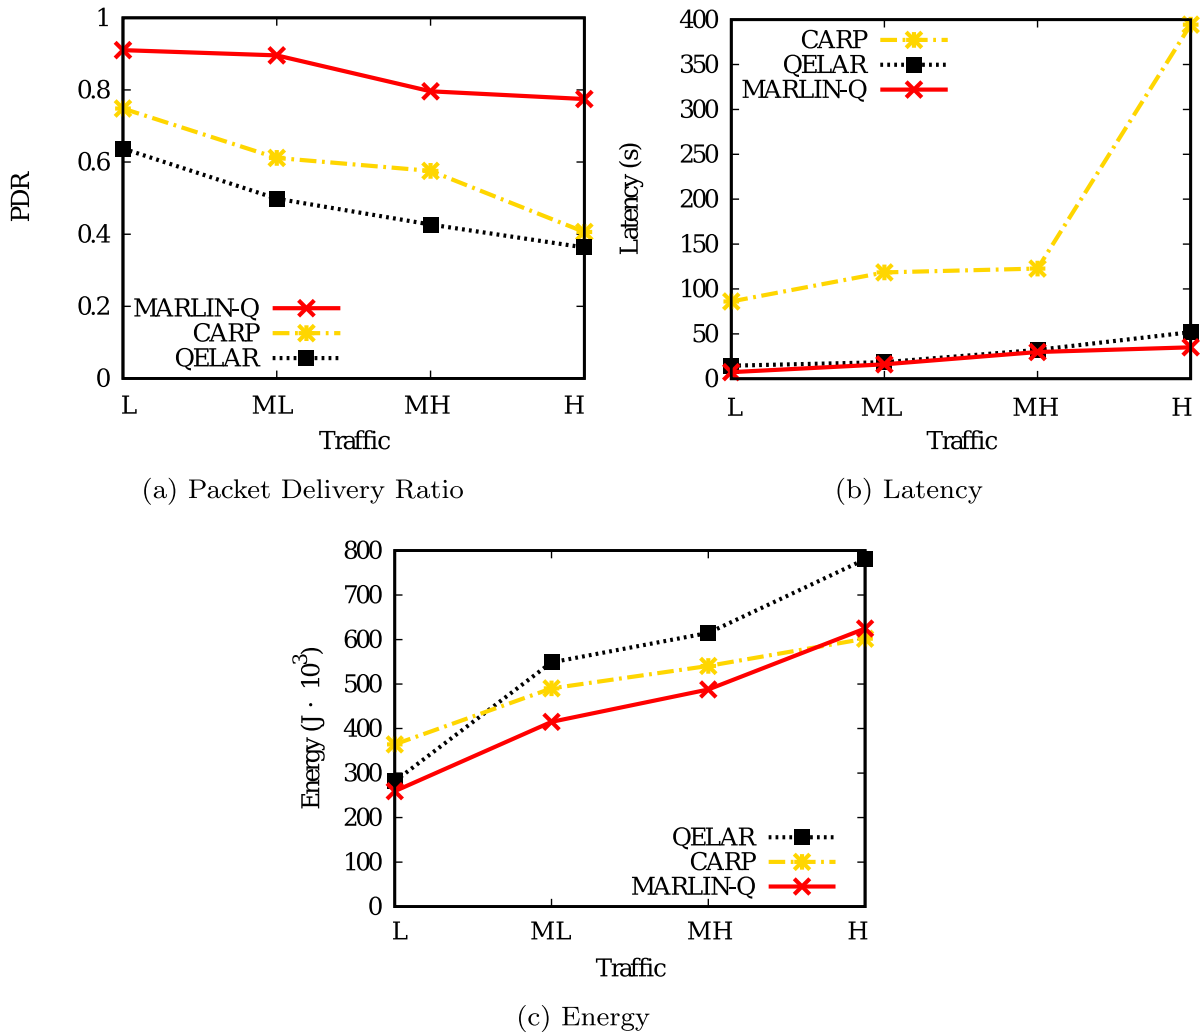 1
0.8
0.6
0.4
0.2
0
PDR
MARLIN-Q
CARP
QELAR
L ML MH H
Traffic
(a) Packet Delivery Ratio
400
350
300
250
200
150
100
50
0
Latency (s)
CARP
QELAR
MARLIN-Q
L ML MH H
Traffic
(b) Latency
800
700
600
500
400
300
200
100
0
Energy (J · 10³)
QELAR
CARP
MARLIN-Q
L ML MH H
Traffic
(c) Energy